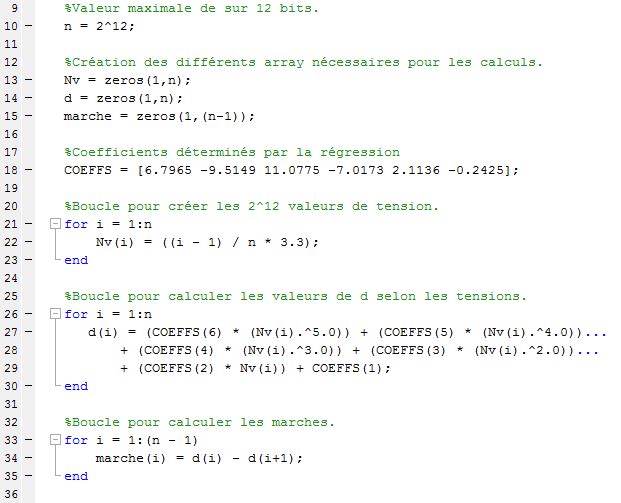 9 %Valeur maximale de sur 12 bits.
10 – n = 2^12;
11
12 %Création des différents array nécessaires pour les calculs.
13 – Nv = zeros(1,n);
14 – d = zeros(1,n);
15 – marche = zeros(1,(n-1));
16
17 %Coefficients déterminés par la régression
18 – COEFFS = [6.7965 -9.5149 11.0775 -7.0173 2.1136 -0.2425];
19
20 %Boucle pour créer les 2^12 valeurs de tension.
21 – for i = 1:n
22 – Nv(i) = ((i - 1) / n * 3.3);
23 – end
24
25 %Boucle pour calculer les valeurs de d selon les tensions.
26 – for i = 1:n
27 – d(i) = (COEFFS(6) * (Nv(i).^5.0)) + (COEFFS(5) * (Nv(i).^4.0))...
28 + (COEFFS(4) * (Nv(i).^3.0)) + (COEFFS(3) * (Nv(i).^2.0))...
29 + (COEFFS(2) * Nv(i)) + COEFFS(1);
30 – end
31
32 %Boucle pour calculer les marches.
33 – for i = 1:(n - 1)
34 – marche(i) = d(i) - d(i+1);
35 – end
36